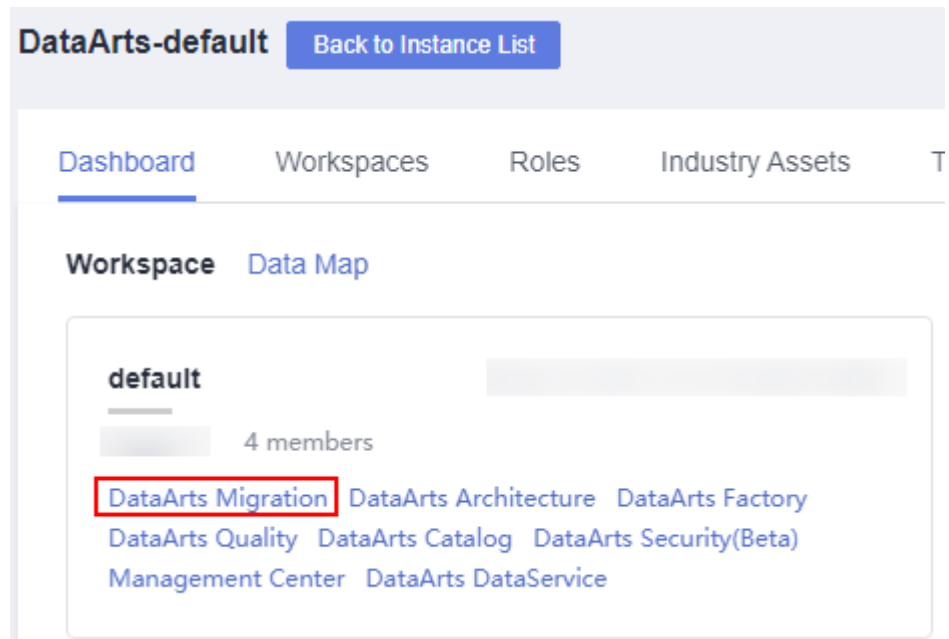 DataArts-default Back to Instance List
Dashboard Workspaces Roles Industry Assets
Workspace Data Map
default
4 members
DataArts Migration DataArts Architecture DataArts Factory
DataArts Quality DataArts Catalog DataArts Security(Beta)
Management Center DataArts DataService